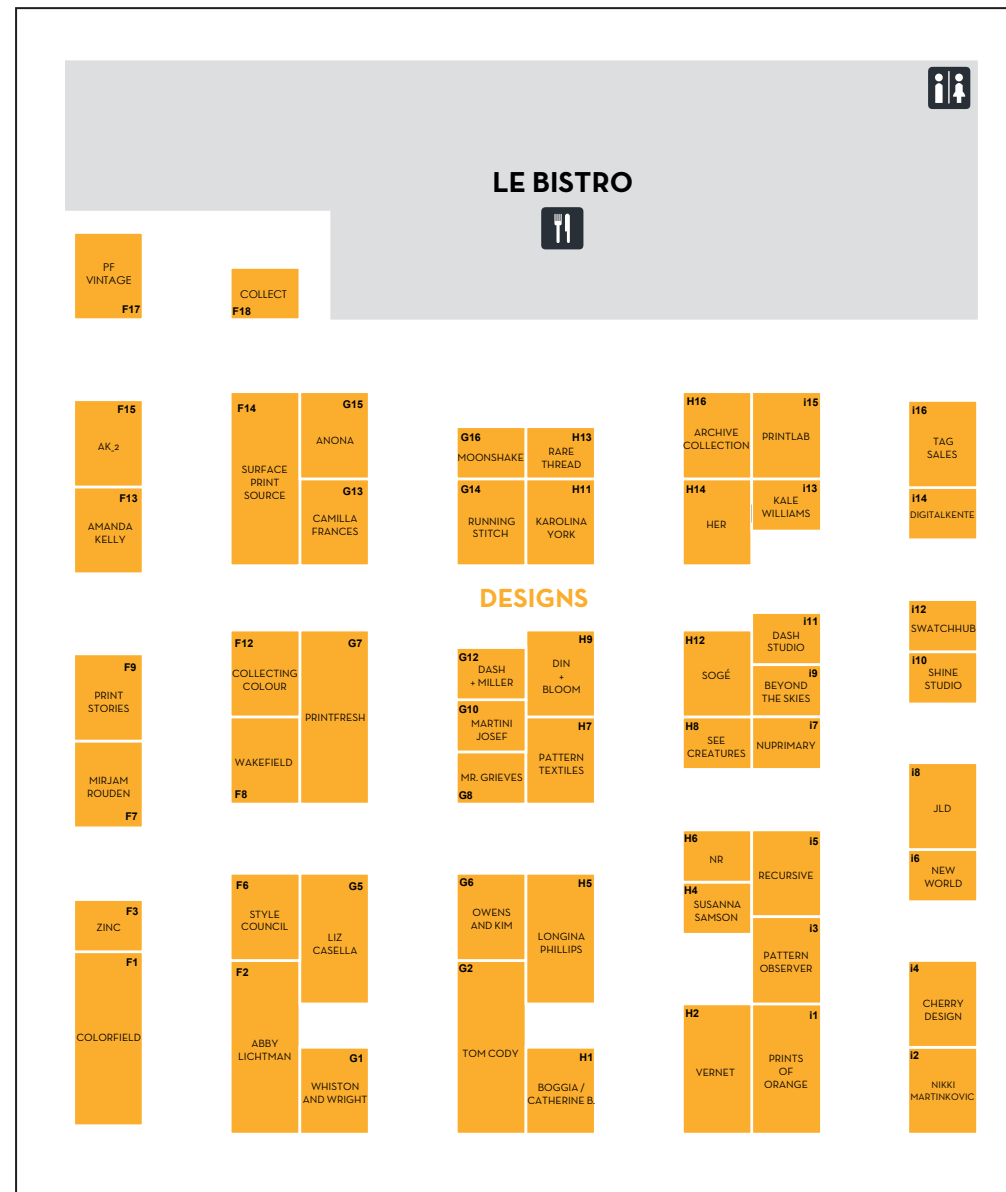 LE BISTRO
PF
VINTAGE
F17
COLLECT
F18
F15
AK_2
F13
AMANDA
KELLY
F14
SURFACE
PRINT
SOURCE
G15
ANONA
G13
CAMILLA
FRANCES
G16
MOONSHAKE
H13
RARE
THREAD
G14
RUNNING
STITCH
H11
KAROLINA
YORK
H16
ARCHIVE
COLLECTION
i15
PRINTLAB
H14
HER
i13
KALE
WILLIAMS
i16
TAG
SALES
i14
DIGITALKENTE
DESIGNS
F9
PRINT
STORIES
MIRJAM
ROUDEN
F7
F12
COLLECTING
COLOUR
WAKEFIELD
F8
G7
PRINTFRESH
G12
DASH
+ MILLER
G10
MARTINI
JOSEF
MR. GRIEVES
G8
H9
DIN
+
BLOOM
H7
PATTERN
TEXTILES
H12
SOGÉ
i11
DASH
STUDIO
i9
BEYOND
THE SKIES
H8
SEE
CREATURES
i7
NUPRIMARY
i12
SWATCHHUB
i10
SHINE
STUDIO
i8
JLD
i6
NEW
WORLD
F3
ZINC
F1
COLORFIELD
F6
STYLE
COUNCIL
G5
LIZ
CASELLA
F2
ABBY
LICHTMAN
G1
WHISTON
AND WRIGHT
G6
OWENS
AND KIM
H5
LONGINA
PHILLIPS
G2
TOM CODY
H1
BOGGIA /
CATHERINE B.
H6
NR
i5
RECURSIVE
H4
SUSANNA
SAMSON
i3
PATTERN
OBSERVER
H2
VERNET
i1
PRINTS
OF
ORANGE
i4
CHERRY
DESIGN
i2
NIKKI
MARTINKOVIC